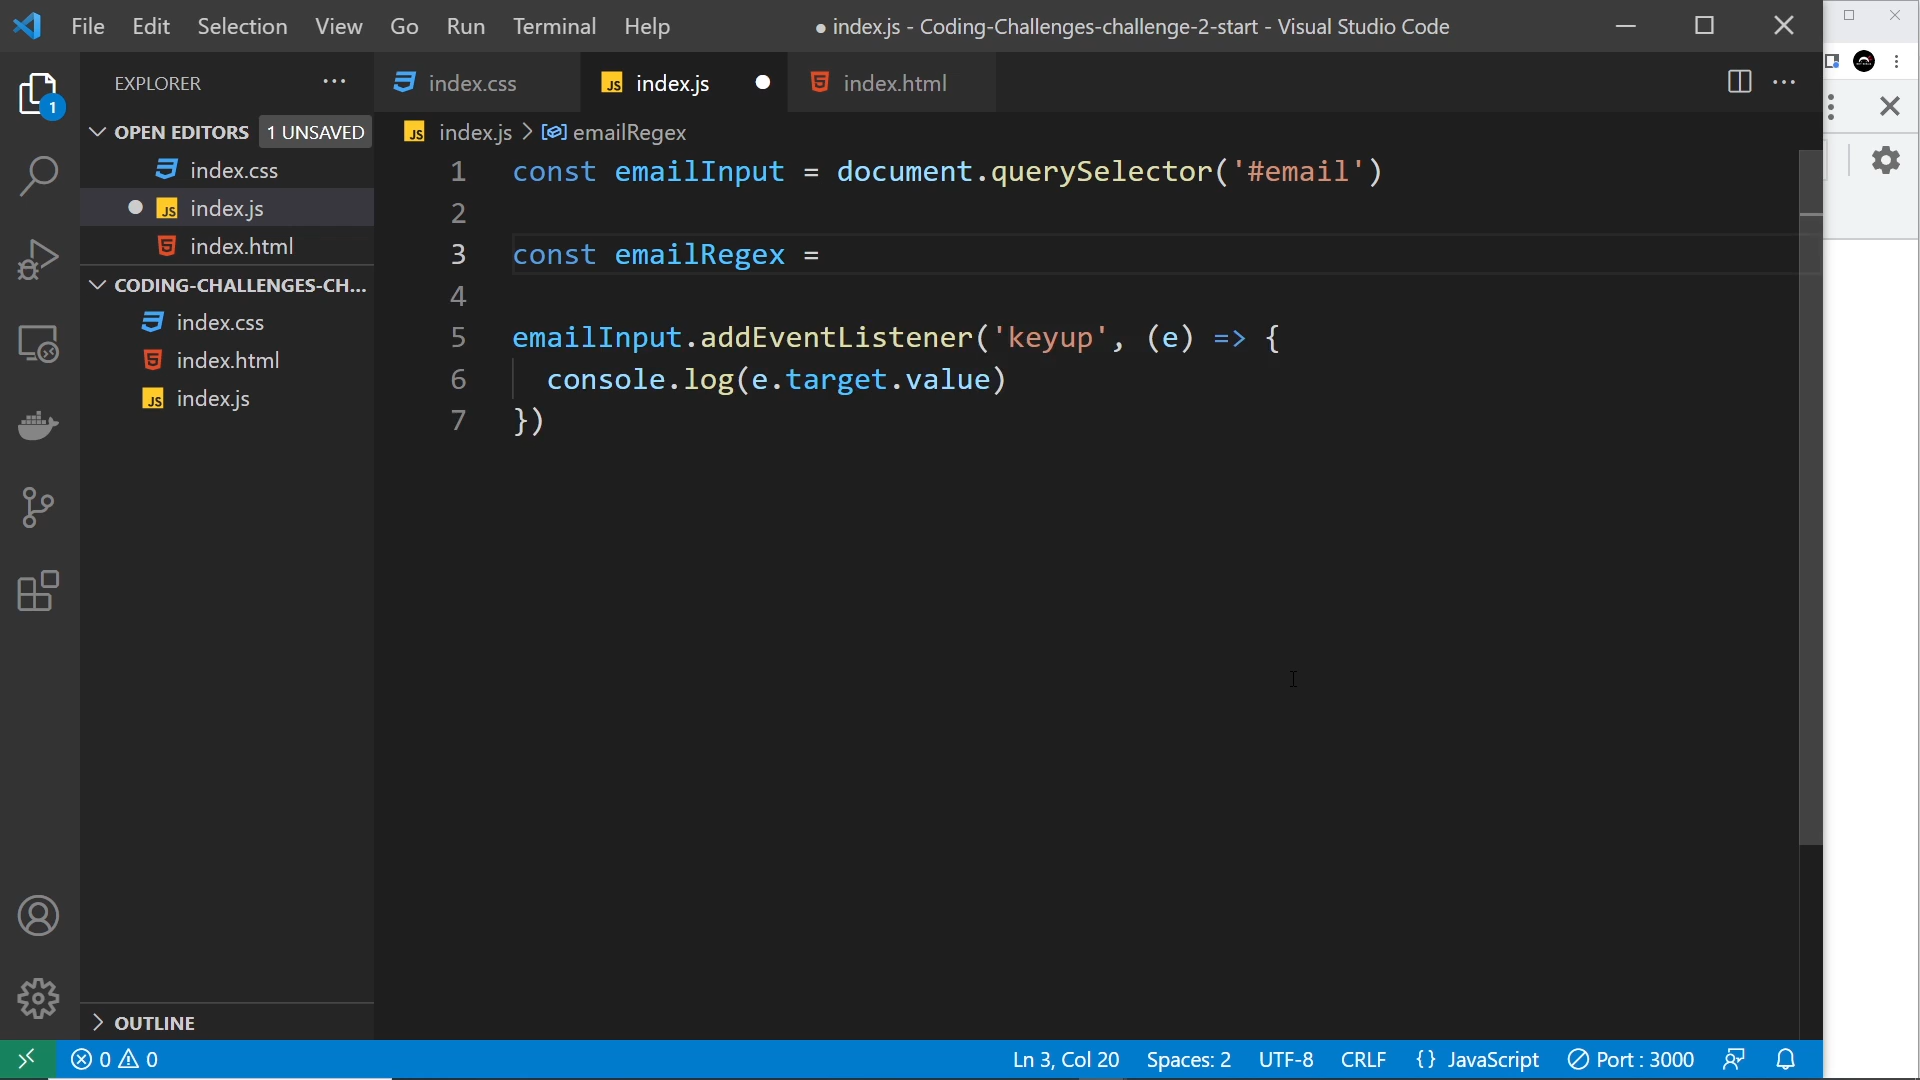 File Edit Selection View Go Run Terminal Help
● index.js - Coding-Challenges-challenge-2-start - Visual Studio Code
EXPLORER
1
OPEN EDITORS 1 UNSAVED
index.css
index.js
index.html
CODING-CHALLENGES-CH...
index.css
index.html
index.js
OUTLINE
index.css index.js index.html
index.js > emailRegex
1 const emailInput = document.querySelector('#email')
2
3 const emailRegex =
4
5 emailInput.addEventListener('keyup', (e) => {
6 console.log(e.target.value)
7 })
0 0
Ln 3, Col 20 Spaces: 2 UTF-8 CRLF {} JavaScript Port : 3000